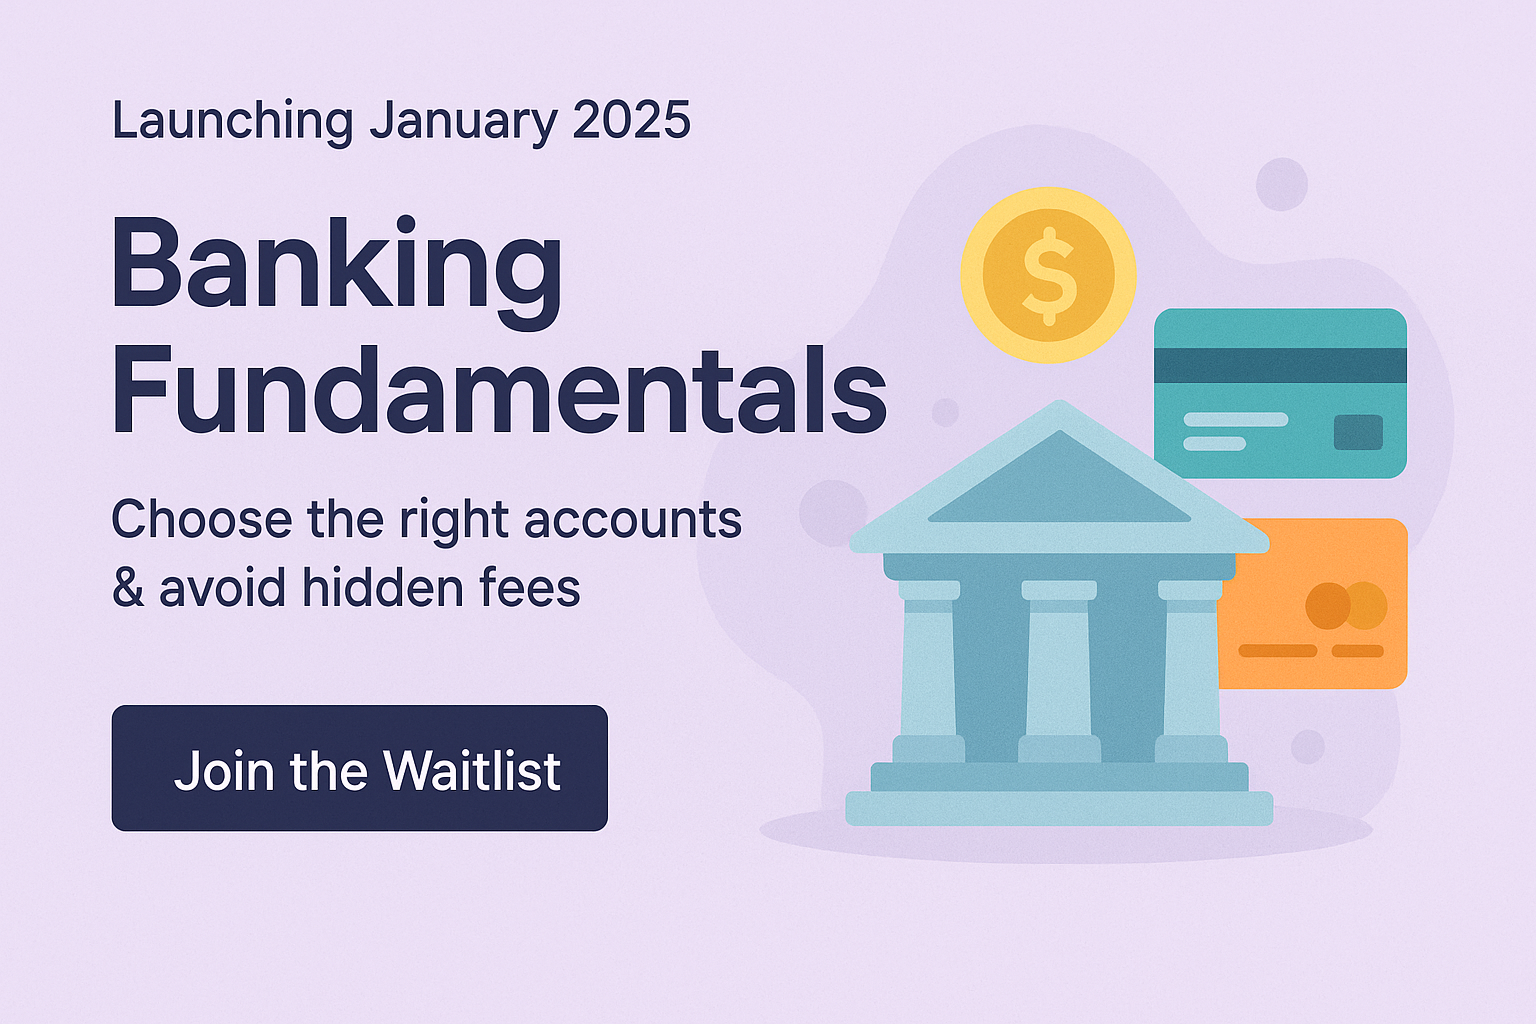 Launching January 2025
Banking
Fundamentals
Choose the right accounts
& avoid hidden fees
Join the Waitlist
$